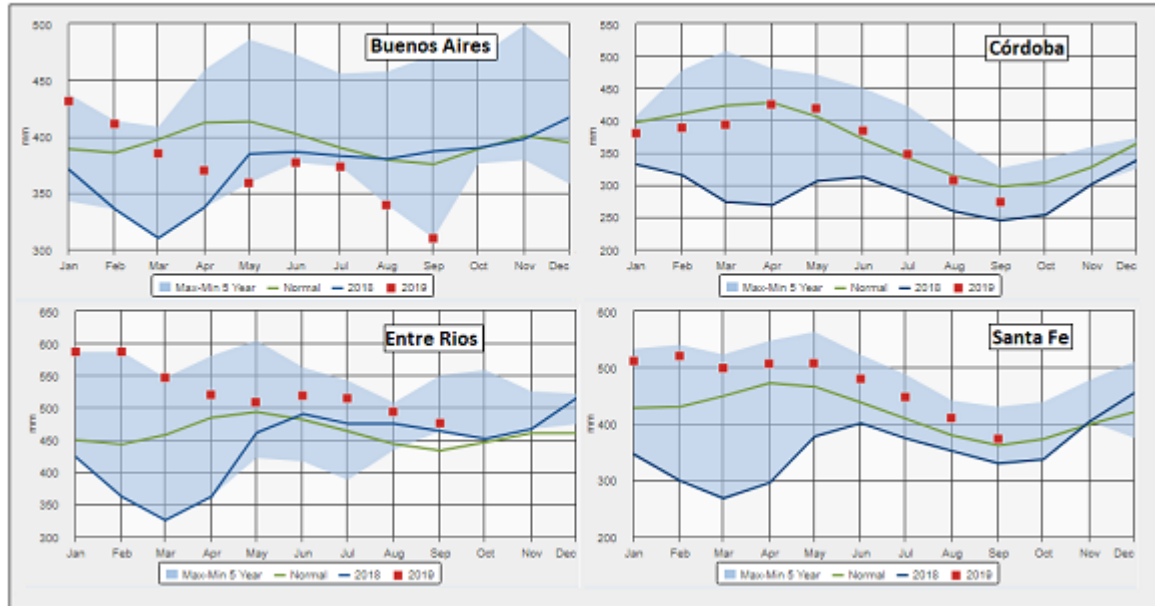 Buenos Aires
500
450
400
350
300
mm
Jan Feb Mar Apr May Jun Jul Aug Sep Oct Nov Dec
Max-Min 5 Year Normal 2018 2019
Córdoba
550
500
450
400
350
300
250
200
mm
Jan Feb Mar Apr May Jun Jul Aug Sep Oct Nov Dec
Max-Min 5 Year Normal 2018 2019
Entre Rios
650
600
550
500
450
400
350
300
mm
Jan Feb Mar Apr May Jun Jul Aug Sep Oct Nov Dec
Max-Min 5 Year Normal 2018 2019
Santa Fe
600
500
400
300
200
mm
Jan Feb Mar Apr May Jun Jul Aug Sep Oct Nov Dec
Max-Min 5 Year Normal 2018 2019